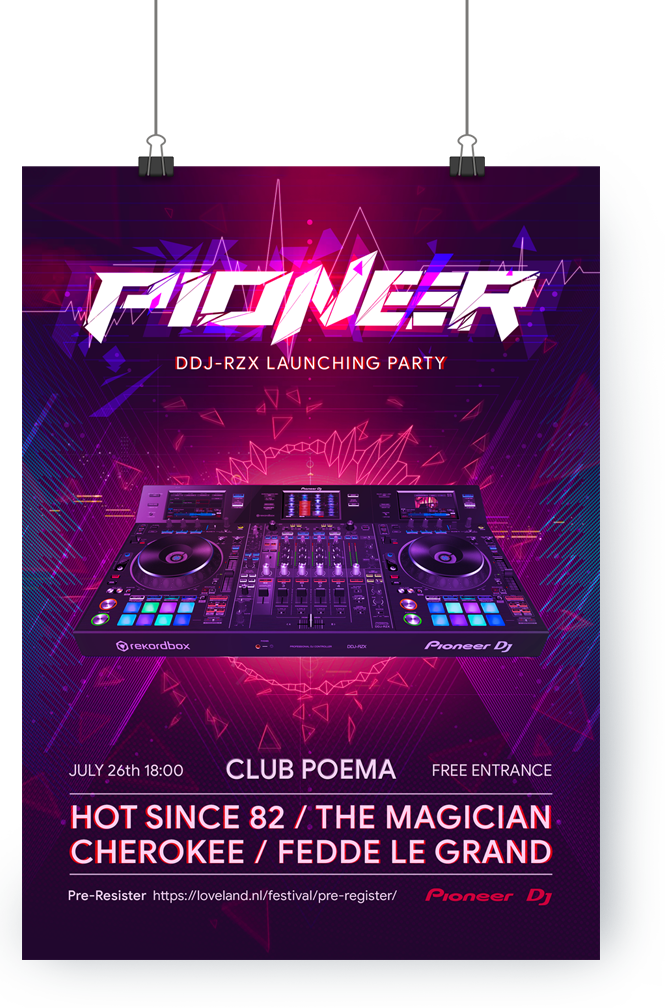 PIONEER
DDJ-RZX LAUNCHING PARTY
Pioneer Dj
rekordbox
DDJ-RZX
Pioneer Dj
JULY 26th 18:00 CLUB POEMA FREE ENTRANCE
HOT SINCE 82 / THE MAGICIAN
CHEROKEE / FEDDE LE GRAND
Pre-Resister https://loveland.nl/festival/pre-register/ Pioneer Dj